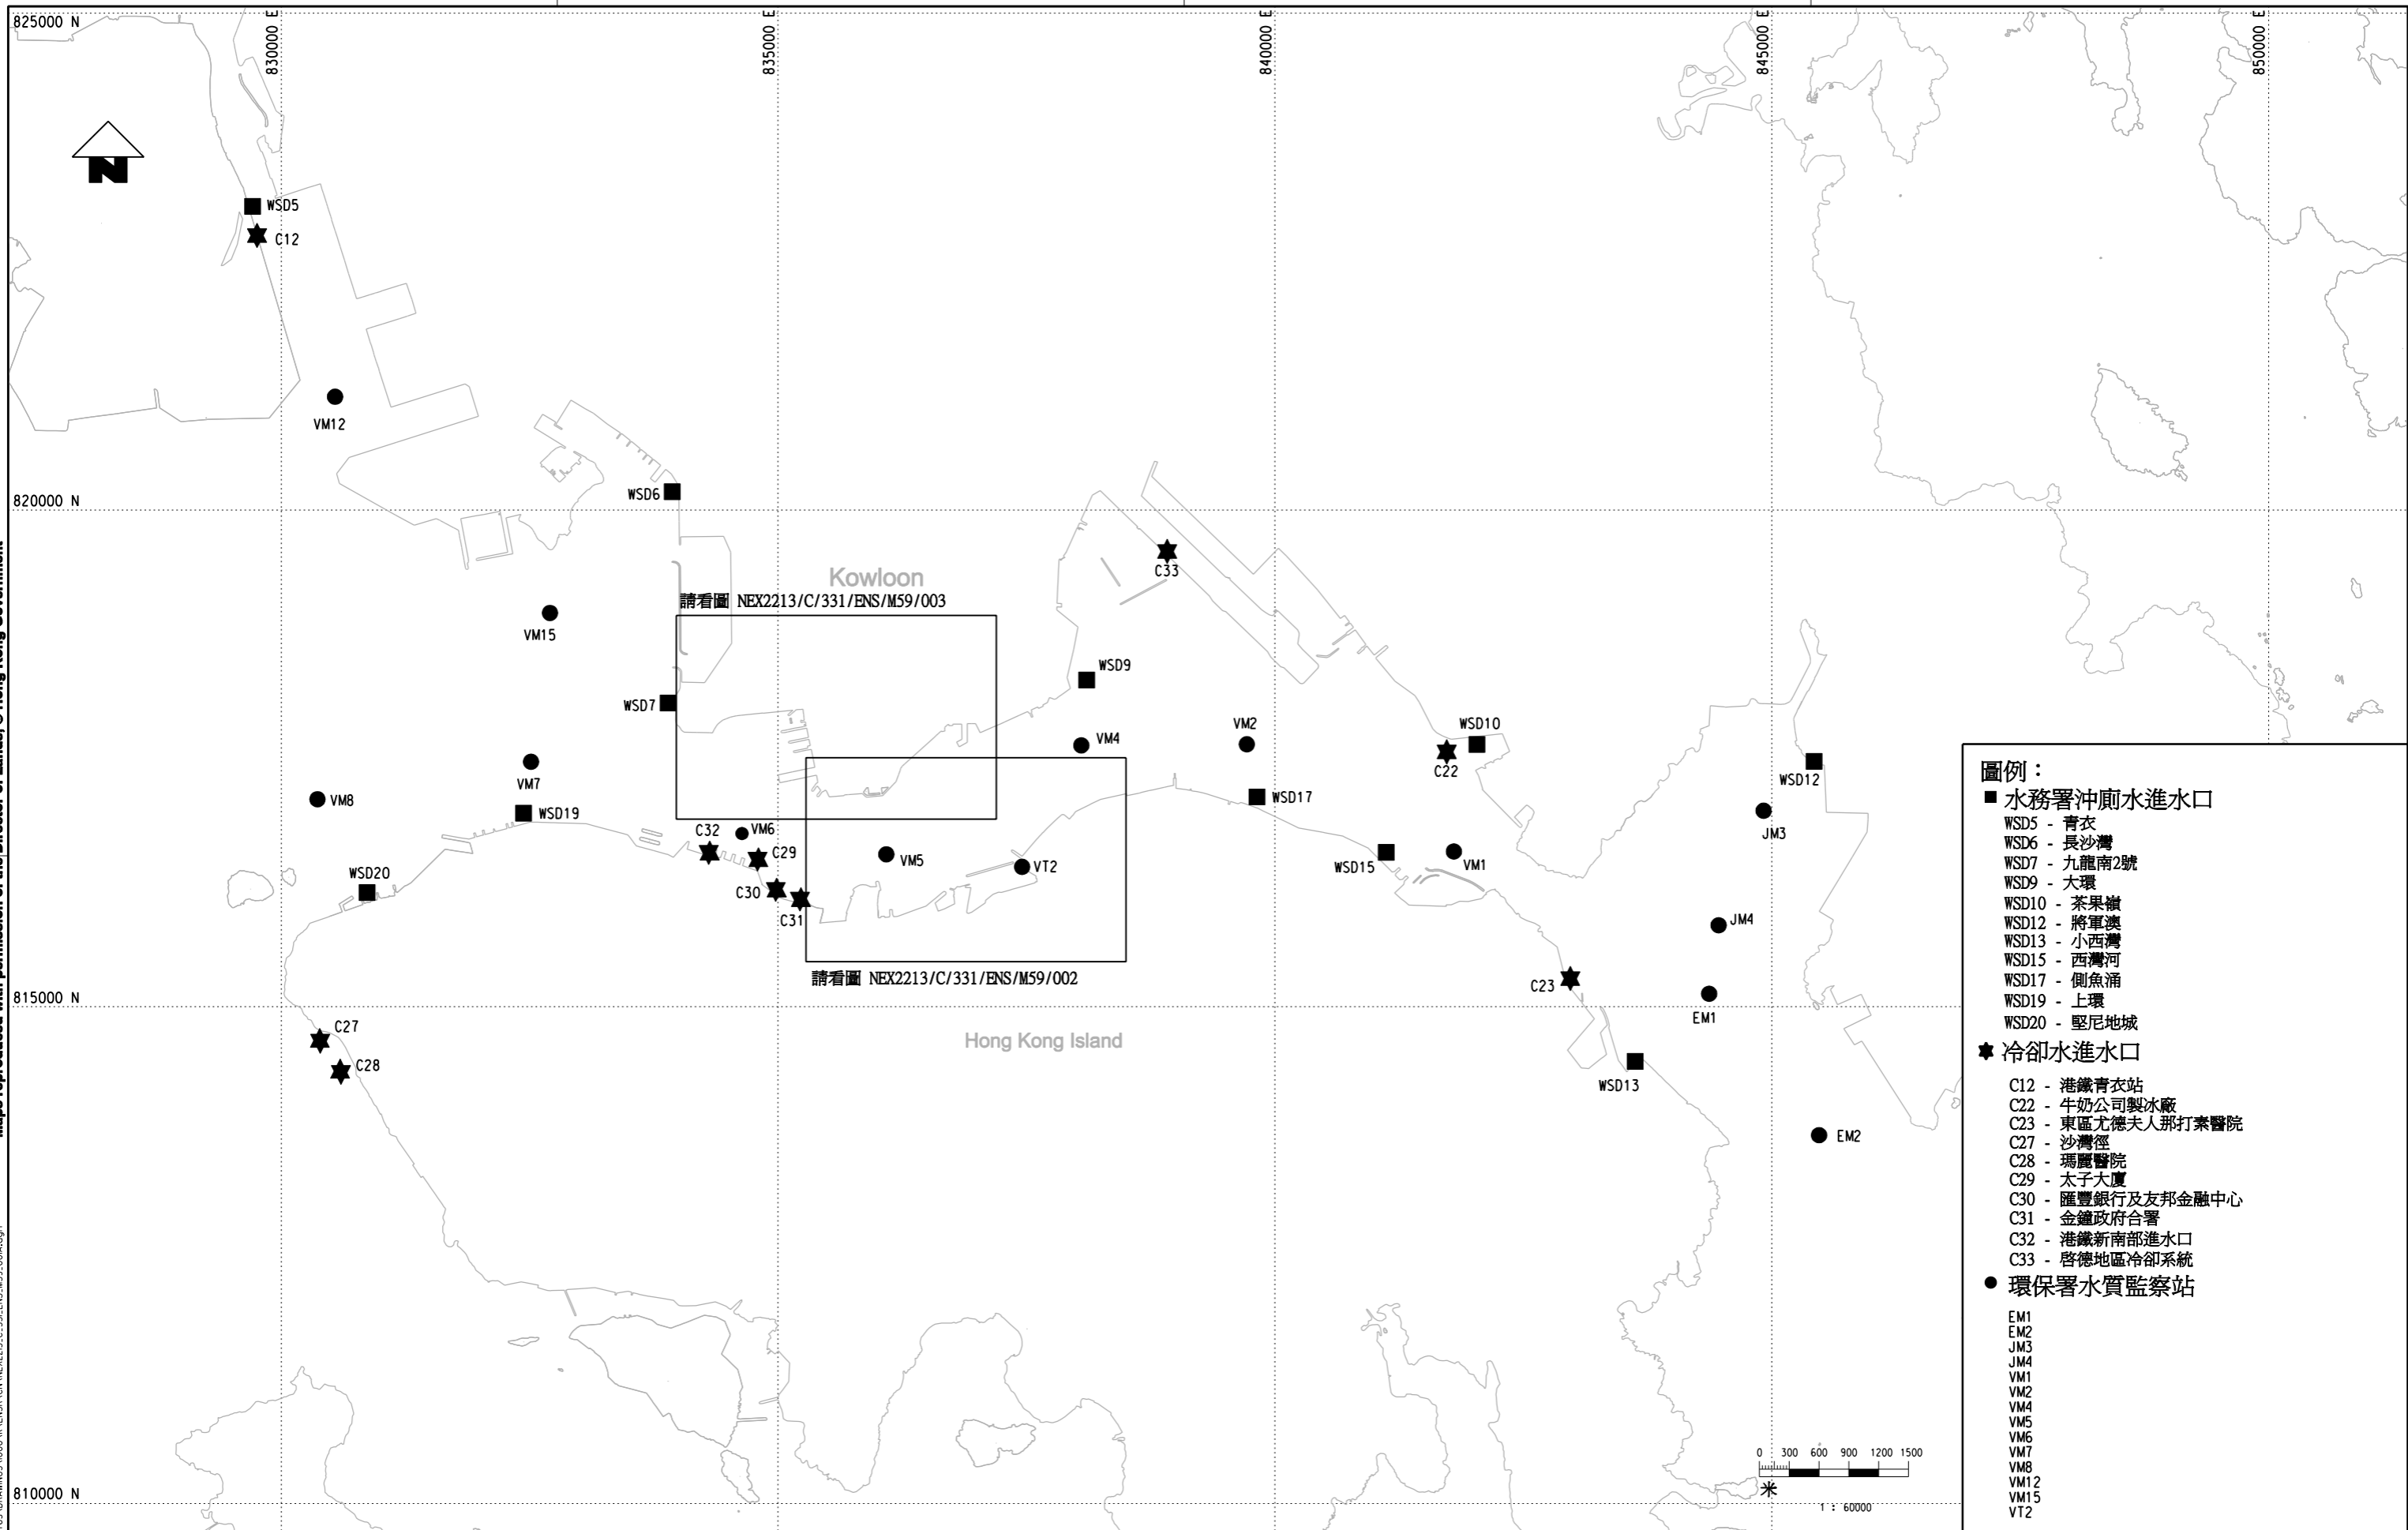 825000 N
830000 E
835000 E
840000 E
845000 E
850000 E
N
WSD5
C12
VM12
820000 N
WSD6
C33
Kowloon
請看圖 NEX2213/C/331/ENS/M59/003
VM15
WSD9
WSD7
VM4
VM2
WSD10
C22
WSD12
VM7
VM8
WSD19
WSD17
C32
VM6
C29
JM3
VM5
VT2
WSD15
VM1
WSD20
C30
C31
JM4
請看圖 NEX2213/C/331/ENS/M59/002
C23
815000 N
EM1
C27
Hong Kong Island
C28
WSD13
EM2
810000 N
0 300 600 900 1200 1500
米
1 : 60000
圖例：
水務署沖廁水進水口
WSD5 - 青衣
WSD6 - 長沙灣
WSD7 - 九龍南2號
WSD9 - 大環
WSD10 - 茶果嶺
WSD12 - 將軍澳
WSD13 - 小西灣
WSD15 - 西灣河
WSD17 - 側魚涌
WSD19 - 上環
WSD20 - 堅尼地城
冷卻水進水口
C12 - 港鐵青衣站
C22 - 牛奶公司製冰廠
C23 - 東區尤德夫人那打素醫院
C27 - 沙灣徑
C28 - 瑪麗醫院
C29 - 太子大廈
C30 - 匯豐銀行及友邦金融中心
C31 - 金鐘政府合署
C32 - 港鐵新南部進水口
C33 - 啓德地區冷卻系統
環保署水質監察站
EM1
EM2
JM3
JM4
VM1
VM2
VM4
VM5
VM6
VM7
VM8
VM12
VM15
VT2